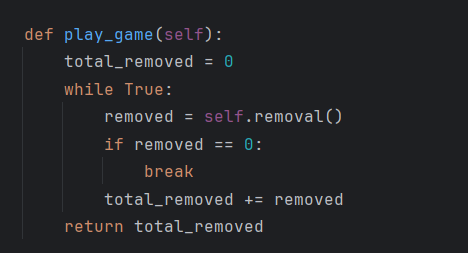 def play_game(self):
    total_removed = 0
    while True:
        removed = self.removal()
        if removed == 0:
            break
        total_removed += removed
    return total_removed